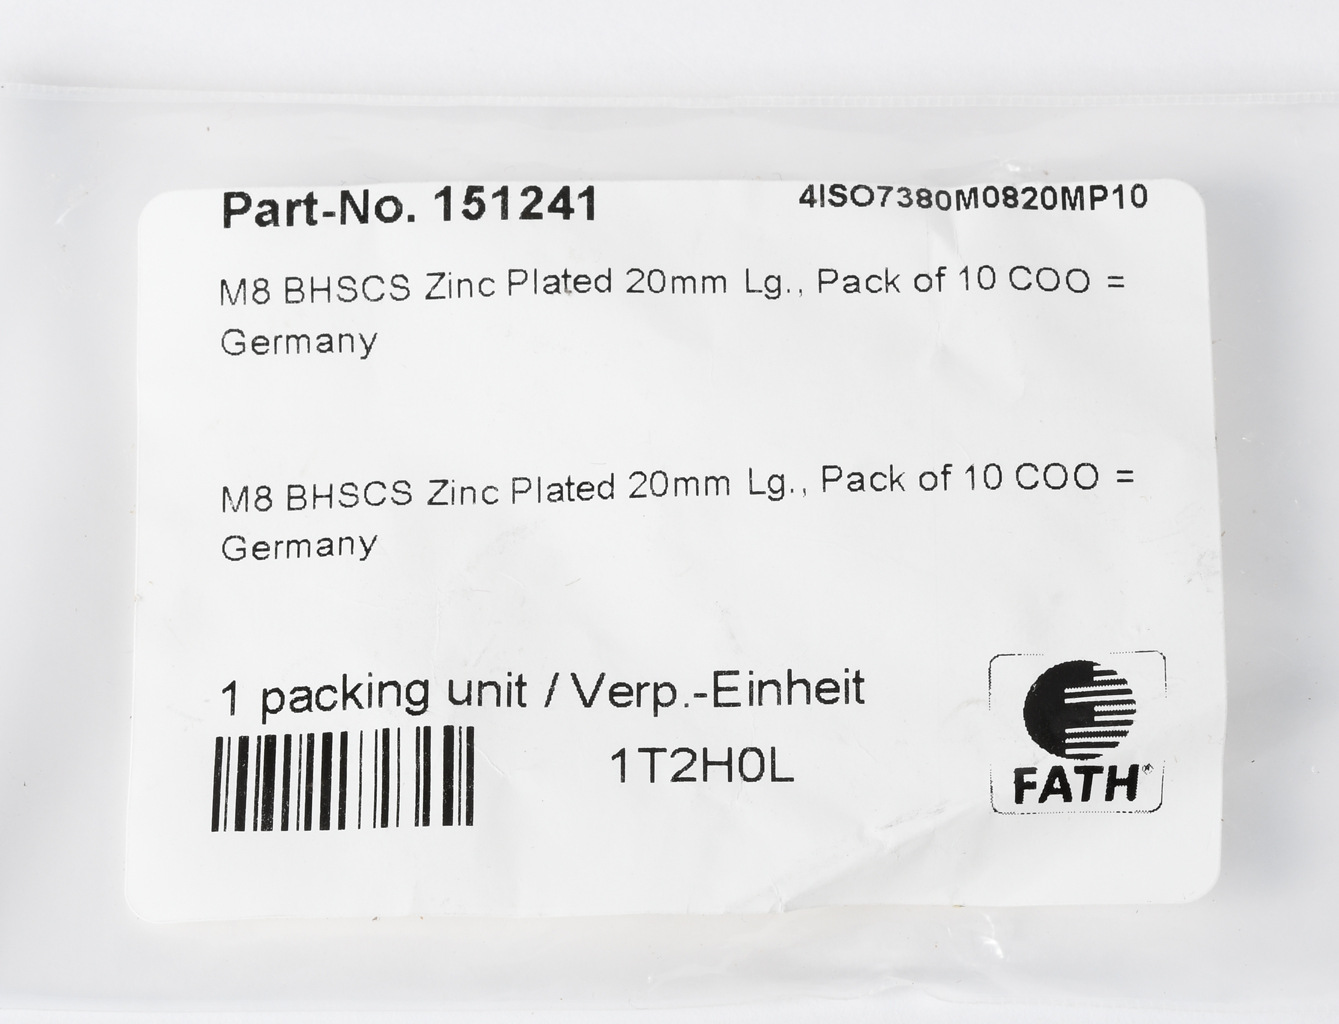 Part-No. 151241 4ISO7380M0820MP10
M8 BHSCS Zinc Plated 20mm Lg., Pack of 10 COO =
Germany
M8 BHSCS Zinc Plated 20mm Lg., Pack of 10 COO =
Germany
1 packing unit / Verp.-Einheit
1T2H0L
FATH®